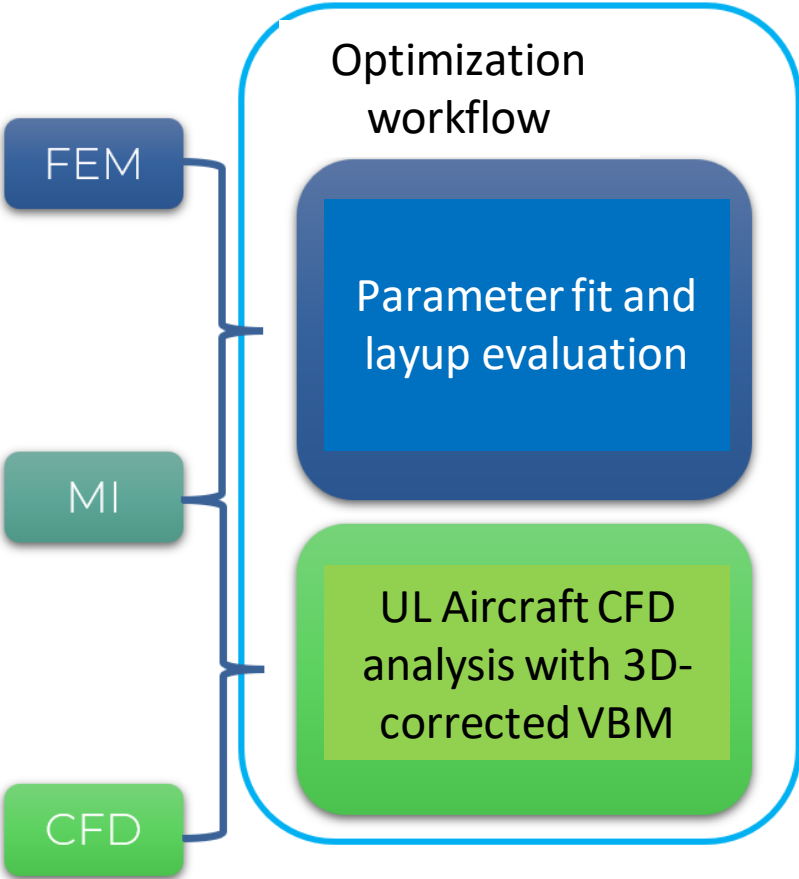 Optimization
workflow
FEM
Parameter fit and
layup evaluation
MI
UL Aircraft CFD
analysis with 3D-
corrected VBM
CFD